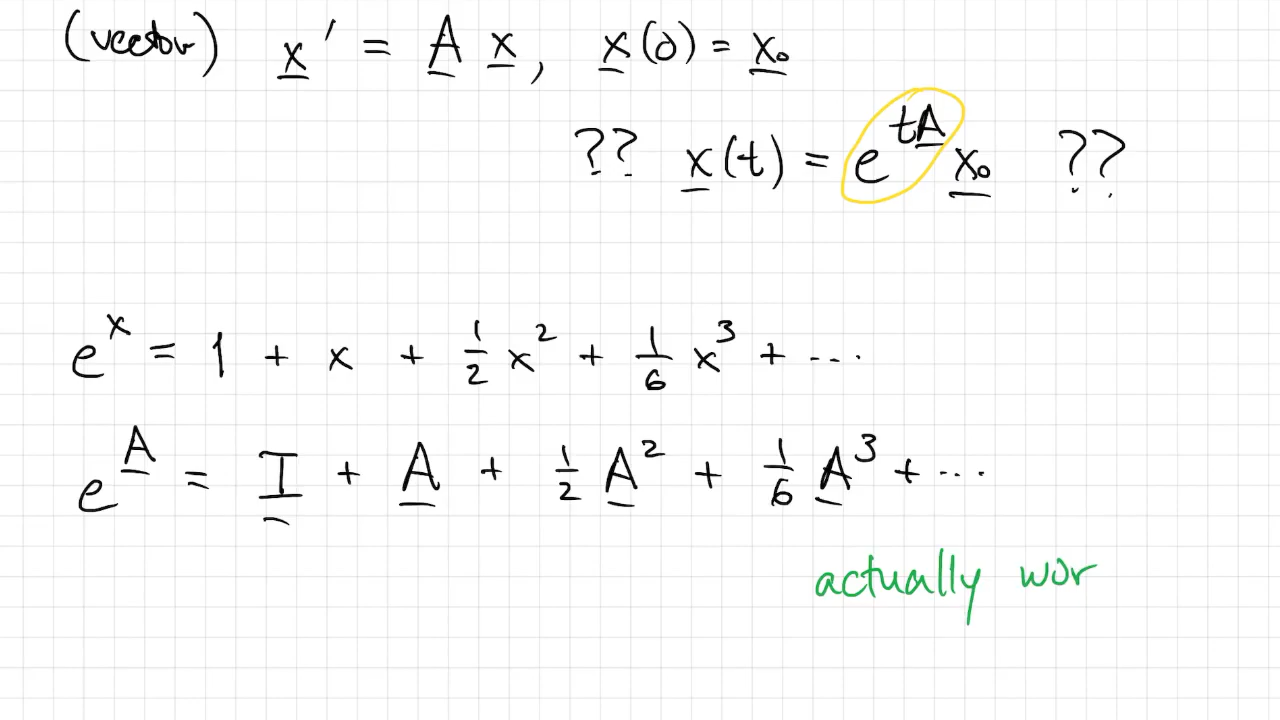 (vector) x' = A x, x(0) = x₀
?? x(t) = e^{tA} x₀ ??
e^x = 1 + x + 1/2 x² + 1/6 x³ + ...
e^A = I + A + 1/2 A² + 1/6 A³ + ...
actually wor